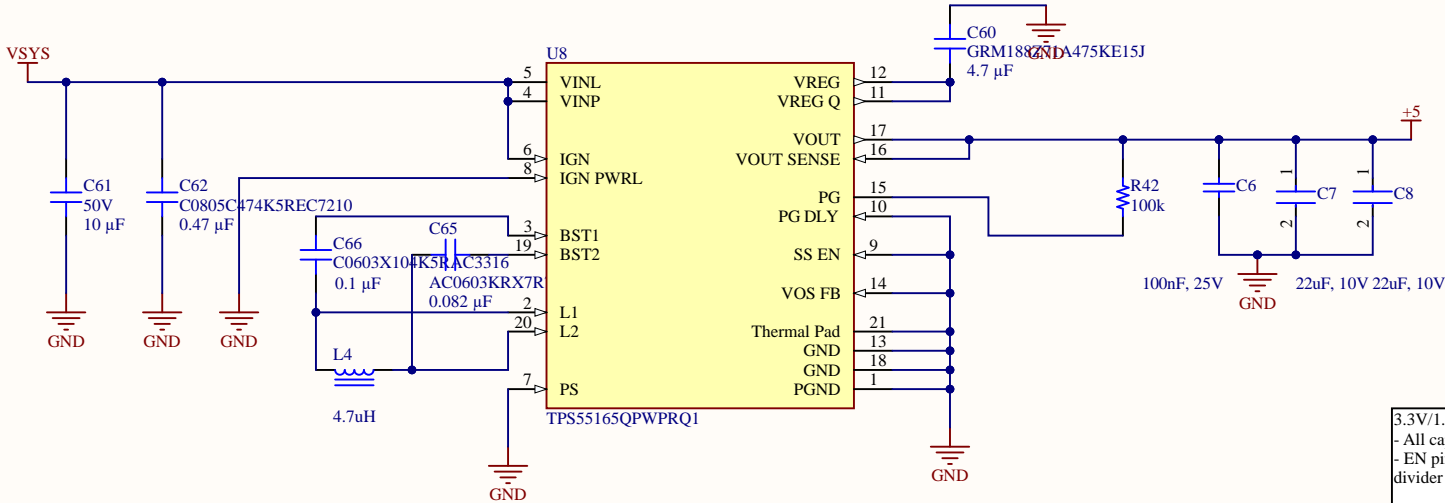 VSYS
C61
50V
10 µF
GND
C62
C0805C474K5REC7210
0.47 µF
GND
GND
C66
C0603X104K5RAC3316
0.1 µF
C65
AC0603KRX7R
0.082 µF
L4
4.7uH
U8
5 VINL
4 VINP
6 IGN
8 IGN PWRL
3 BST1
19 BST2
2 L1
20 L2
7 PS
GND
VREG 12
VREG Q 11
VOUT 17
VOUT SENSE 16
PG 15
PG DLY 10
SS EN 9
VOS FB 14
Thermal Pad 21
GND 13
GND 18
PGND 1
TPS55165QPWPRQ1
GND
C60
GRM188Z71A475KE15J
4.7 µF
GND
+5
R42
100k
C6
100nF, 25V
GND
1
C7
2
22uF, 10V
1
C8
2
22uF, 10V
3.3V/1.
- All ca
- EN pi
divider